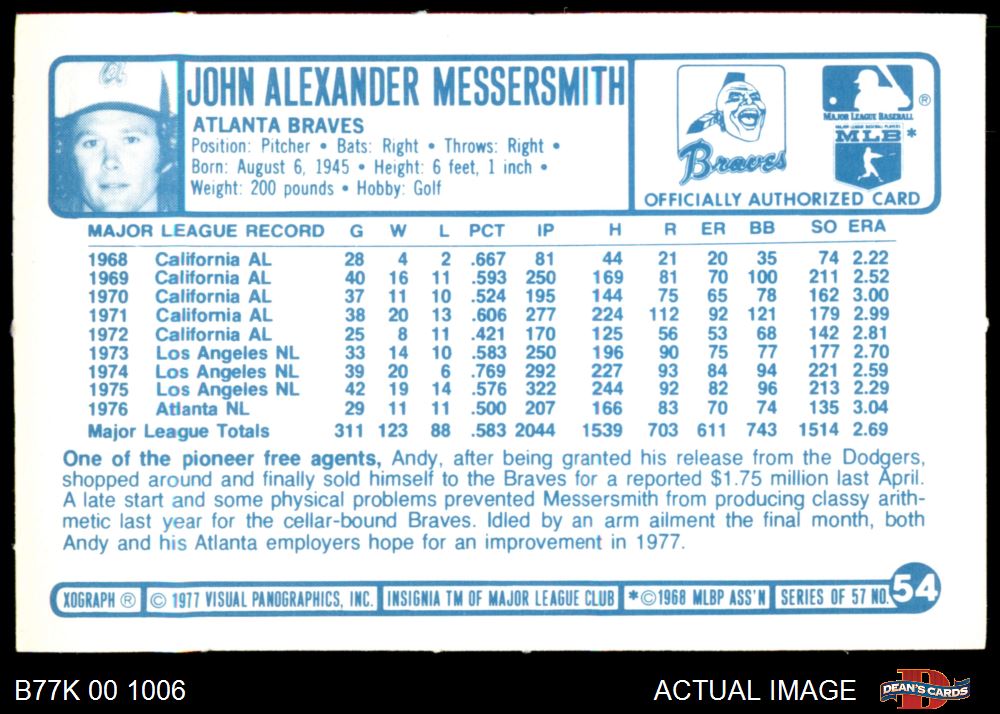 a
JOHN ALEXANDER MESSERSMITH
ATLANTA BRAVES
Position: Pitcher • Bats: Right • Throws: Right •
Born: August 6, 1945 • Height: 6 feet, 1 inch •
Weight: 200 pounds • Hobby: Golf
Braves
®
MAJOR LEAGUE BASEBALL
MAJOR LEAGUE BASEBALL PLAYERS
MLB *
OFFICIALLY AUTHORIZED CARD
MAJOR LEAGUE RECORD G W L PCT IP H R ER BB SO ERA
1968 California AL 28 4 2 .667 81 44 21 20 35 74 2.22
1969 California AL 40 16 11 .593 250 169 81 70 100 211 2.52
1970 California AL 37 11 10 .524 195 144 75 65 78 162 3.00
1971 California AL 38 20 13 .606 277 224 112 92 121 179 2.99
1972 California AL 25 8 11 .421 170 125 56 53 68 142 2.81
1973 Los Angeles NL 33 14 10 .583 250 196 90 75 77 177 2.70
1974 Los Angeles NL 39 20 6 .769 292 227 93 84 94 221 2.59
1975 Los Angeles NL 42 19 14 .576 322 244 92 82 96 213 2.29
1976 Atlanta NL 29 11 11 .500 207 166 83 70 74 135 3.04
Major League Totals 311 123 88 .583 2044 1539 703 611 743 1514 2.69
One of the pioneer free agents, Andy, after being granted his release from the Dodgers,
shopped around and finally sold himself to the Braves for a reported $1.75 million last April.
A late start and some physical problems prevented Messersmith from producing classy arith-
metic last year for the cellar-bound Braves. Idled by an arm ailment the final month, both
Andy and his Atlanta employers hope for an improvement in 1977.
XOGRAPH ® © 1977 VISUAL PANOGRAPHICS, INC. INSIGNIA TM OF MAJOR LEAGUE CLUB *©1968 MLBP ASS'N SERIES OF 57 NO. 54
B77K 00 1006
ACTUAL IMAGE
D
DEAN'S CARDS